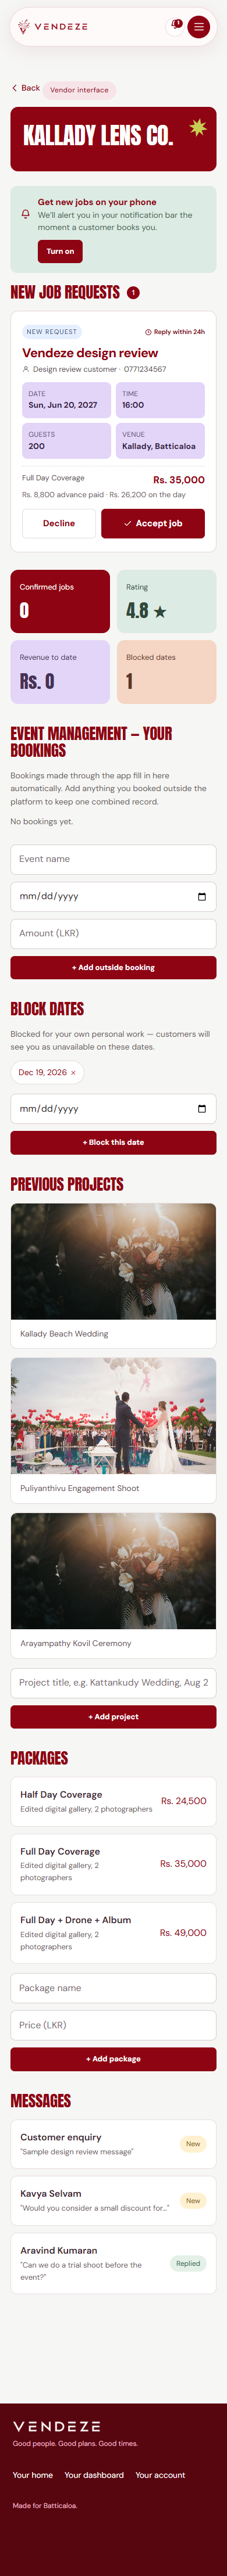 VENDEZE
Back
Vendor interface
KALLADY LENS CO.
Get new jobs on your phone
We'll alert you in your notification bar the
moment a customer books you.
Turn on
NEW JOB REQUESTS 1
NEW REQUEST
Reply within 24h
Vendeze design review
Design review customer · 0771234567
DATE
Sun, Jun 20, 2027
TIME
16:00
GUESTS
200
VENUE
Kallady, Batticaloa
Full Day Coverage
Rs. 35,000
Rs. 8,800 advance paid · Rs. 26,200 on the day
Decline
Accept job
Confirmed jobs
0
Rating
4.8 ★
Revenue to date
Rs. 0
Blocked dates
1
EVENT MANAGEMENT — YOUR
BOOKINGS
Bookings made through the app fill in here
automatically. Add anything you booked outside the
platform to keep one combined record.
No bookings yet.
Event name
mm/dd/yyyy
Amount (LKR)
+ Add outside booking
BLOCK DATES
Blocked for your own personal work — customers will
see you as unavailable on these dates.
Dec 19, 2026 ×
mm/dd/yyyy
+ Block this date
PREVIOUS PROJECTS
Kallady Beach Wedding
Puliyanthivu Engagement Shoot
Arayampathy Kovil Ceremony
Project title, e.g. Kattankudy Wedding, Aug 2
+ Add project
PACKAGES
Half Day Coverage
Edited digital gallery, 2 photographers
Rs. 24,500
Full Day Coverage
Edited digital gallery, 2
photographers
Rs. 35,000
Full Day + Drone + Album
Edited digital gallery, 2
photographers
Rs. 49,000
Package name
Price (LKR)
+ Add package
MESSAGES
Customer enquiry
"Sample design review message"
New
Kavya Selvam
"Would you consider a small discount for…"
New
Aravind Kumaran
"Can we do a trial shoot before the
event?"
Replied
VENDEZE
Good people. Good plans. Good times.
Your home
Your dashboard
Your account
Made for Batticaloa.